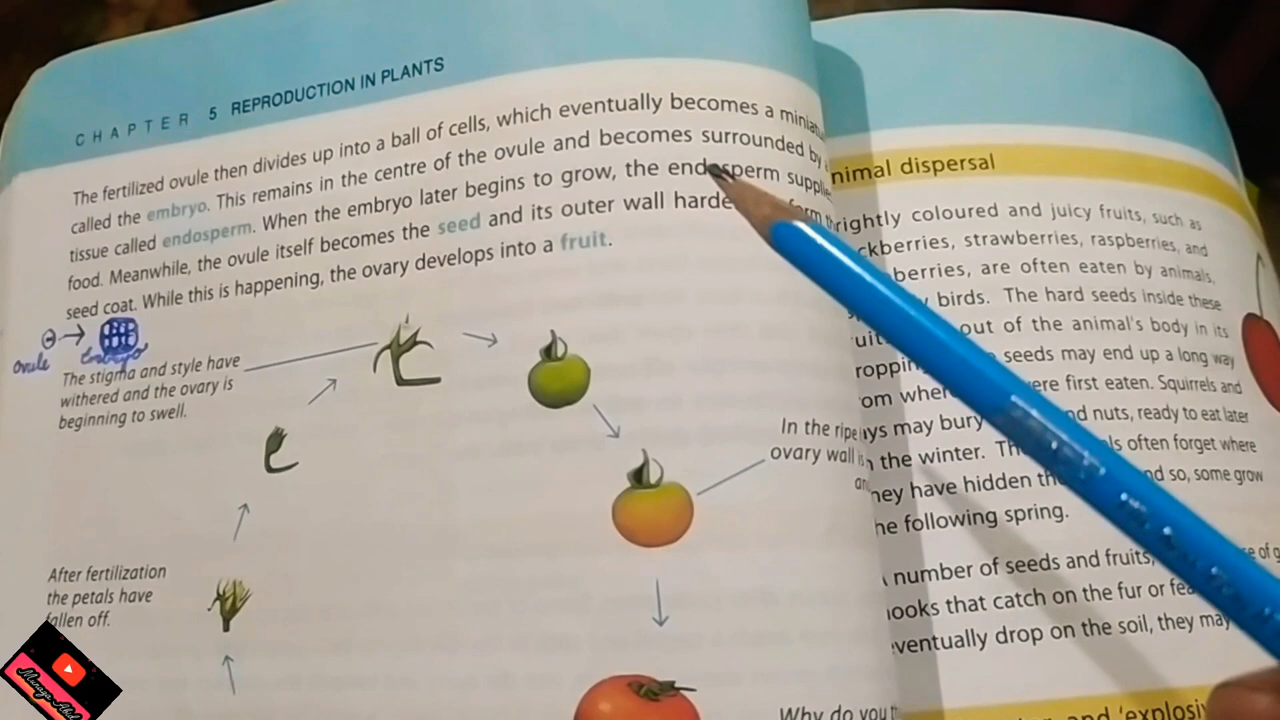 CHAPTER 5 REPRODUCTION IN PLANTS
The fertilized ovule then divides up into a ball of cells, which eventually becomes a
called the embryo. This remains in the centre of the ovule and becomes surrounded by
tissue called endosperm. When the embryo later begins to grow, the endosperm
food. Meanwhile, the ovule itself becomes the seed and its outer wall
seed coat. While this is happening, the ovary develops into a fruit.
Ovule
Embryo
The stigma and style have
withered and the ovary is
beginning to swell.
After fertilization
the petals have
fallen off.
In the ripe
ovary wall is
Why do you
nimal dispersal
rightly coloured and juicy fruits, such as
ckberries, strawberries, raspberries, and
berries, are often eaten by animals,
birds. The hard seeds inside these
out of the animal's body in its
seeds may end up a long way
om were first eaten. Squirrels and
ays may bury nd nuts, ready to eat later
the winter. often forget where
hey have hidden nd so, some grow
he following spring.
number of seeds and fruits,
hooks that catch on the fur or
eventually drop on the soil, they may
and 'explosi